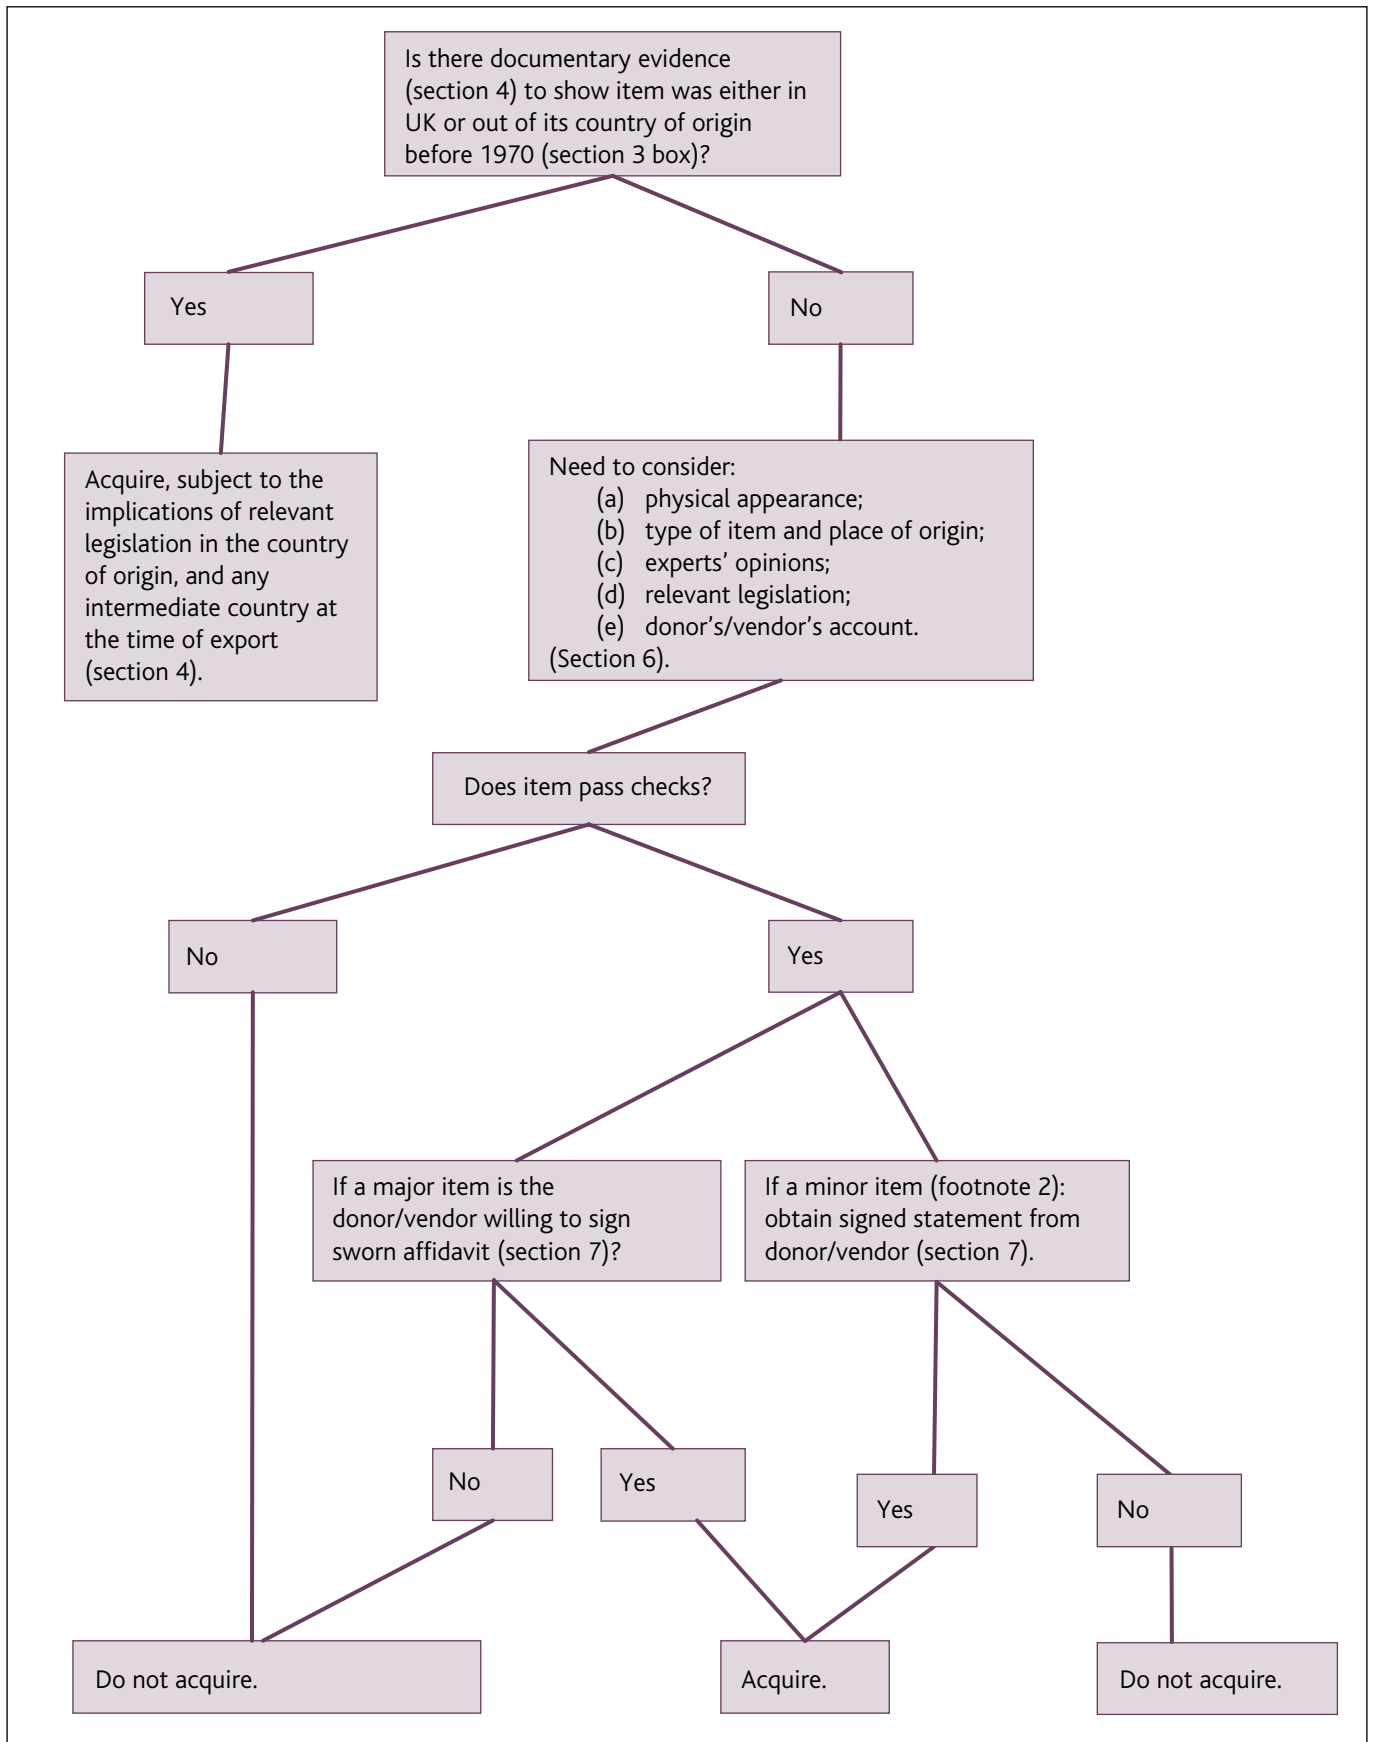 Is there documentary evidence
(section 4) to show item was either in
UK or out of its country of origin
before 1970 (section 3 box)?
Yes
No
Acquire, subject to the
implications of relevant
legislation in the country
of origin, and any
intermediate country at
the time of export
(section 4).
Need to consider:
(a) physical appearance;
(b) type of item and place of origin;
(c) experts’ opinions;
(d) relevant legislation;
(e) donor’s/vendor’s account.
(Section 6).
Does item pass checks?
No
Yes
If a major item is the
donor/vendor willing to sign
sworn affidavit (section 7)?
If a minor item (footnote 2):
obtain signed statement from
donor/vendor (section 7).
No
Yes
Yes
No
Do not acquire.
Acquire.
Do not acquire.